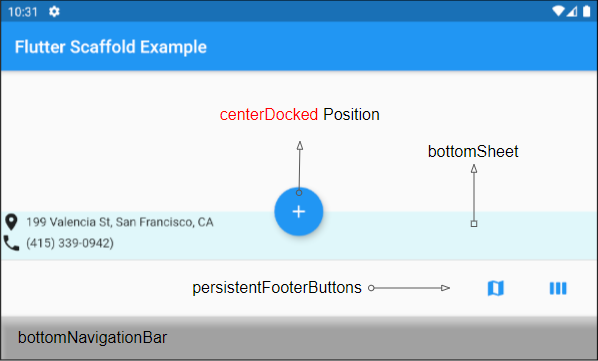 10:31
Flutter Scaffold Example
centerDocked Position
bottomSheet
199 Valencia St, San Francisco, CA
(415) 339-0942)
persistentFooterButtons
bottomNavigationBar